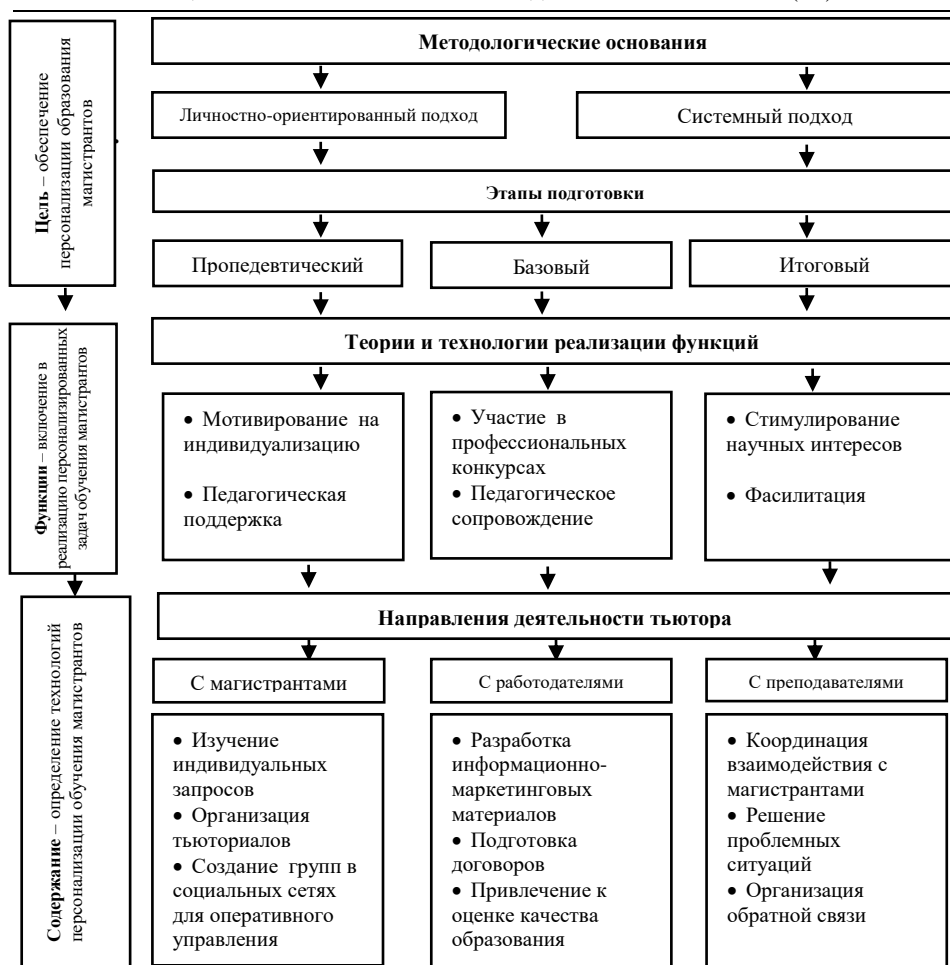 Цель – обеспечение
персонализации образования
магистрантов
Функции – включение в
реализацию персонализированных
задач обучения магистрантов
Содержание – определение технологий
персонализации обучения магистрантов
Методологические основания
Личностно-ориентированный подход
Системный подход
Этапы подготовки
Пропедевтический
Базовый
Итоговый
Теории и технологии реализации функций
• Мотивирование на
индивидуализацию
• Педагогическая
поддержка
• Участие в
профессиональных
конкурсах
• Педагогическое
сопровождение
• Стимулирование
научных интересов
• Фасилитация
Направления деятельности тьютора
С магистрантами
С работодателями
С преподавателями
• Изучение
индивидуальных
запросов
• Организация
тьюториалов
• Создание групп в
социальных сетях
для оперативного
управления
• Разработка
информационно-
маркетинговых
материалов
• Подготовка
договоров
• Привлечение к
оценке качества
образования
• Координация
взаимодействия с
магистрантами
• Решение
проблемных
ситуаций
• Организация
обратной связи